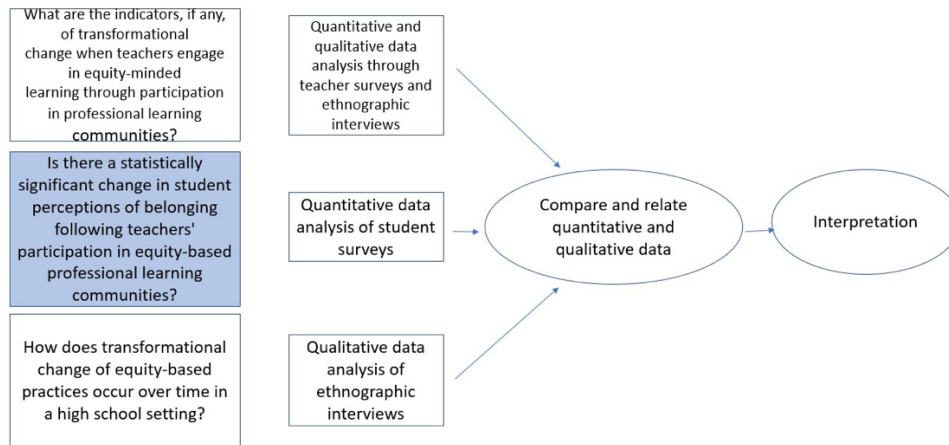 What are the indicators, if any,
of transformational
change when teachers engage
in equity-minded
learning through participation
in professional learning
communities?
Quantitative and
qualitative data
analysis through
teacher surveys and
ethnographic
interviews
Is there a statistically
significant change in student
perceptions of belonging
following teachers'
participation in equity-based
professional learning
communities?
Quantitative data
analysis of student
surveys
Compare and relate
quantitative and
qualitative data
Interpretation
How does transformational
change of equity-based
practices occur over time in
a high school setting?
Qualitative data
analysis of
ethnographic
interviews